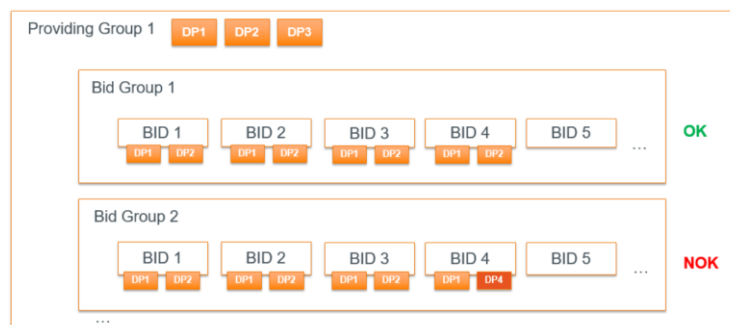 Providing Group 1 DP1 DP2 DP3
Bid Group 1
BID 1 BID 2 BID 3 BID 4 BID 5 ... OK
DP1 DP2 DP1 DP2 DP1 DP2 DP1 DP2
Bid Group 2
BID 1 BID 2 BID 3 BID 4 BID 5 ... NOK
DP1 DP2 DP1 DP2 DP1 DP2 DP1 DP4
...